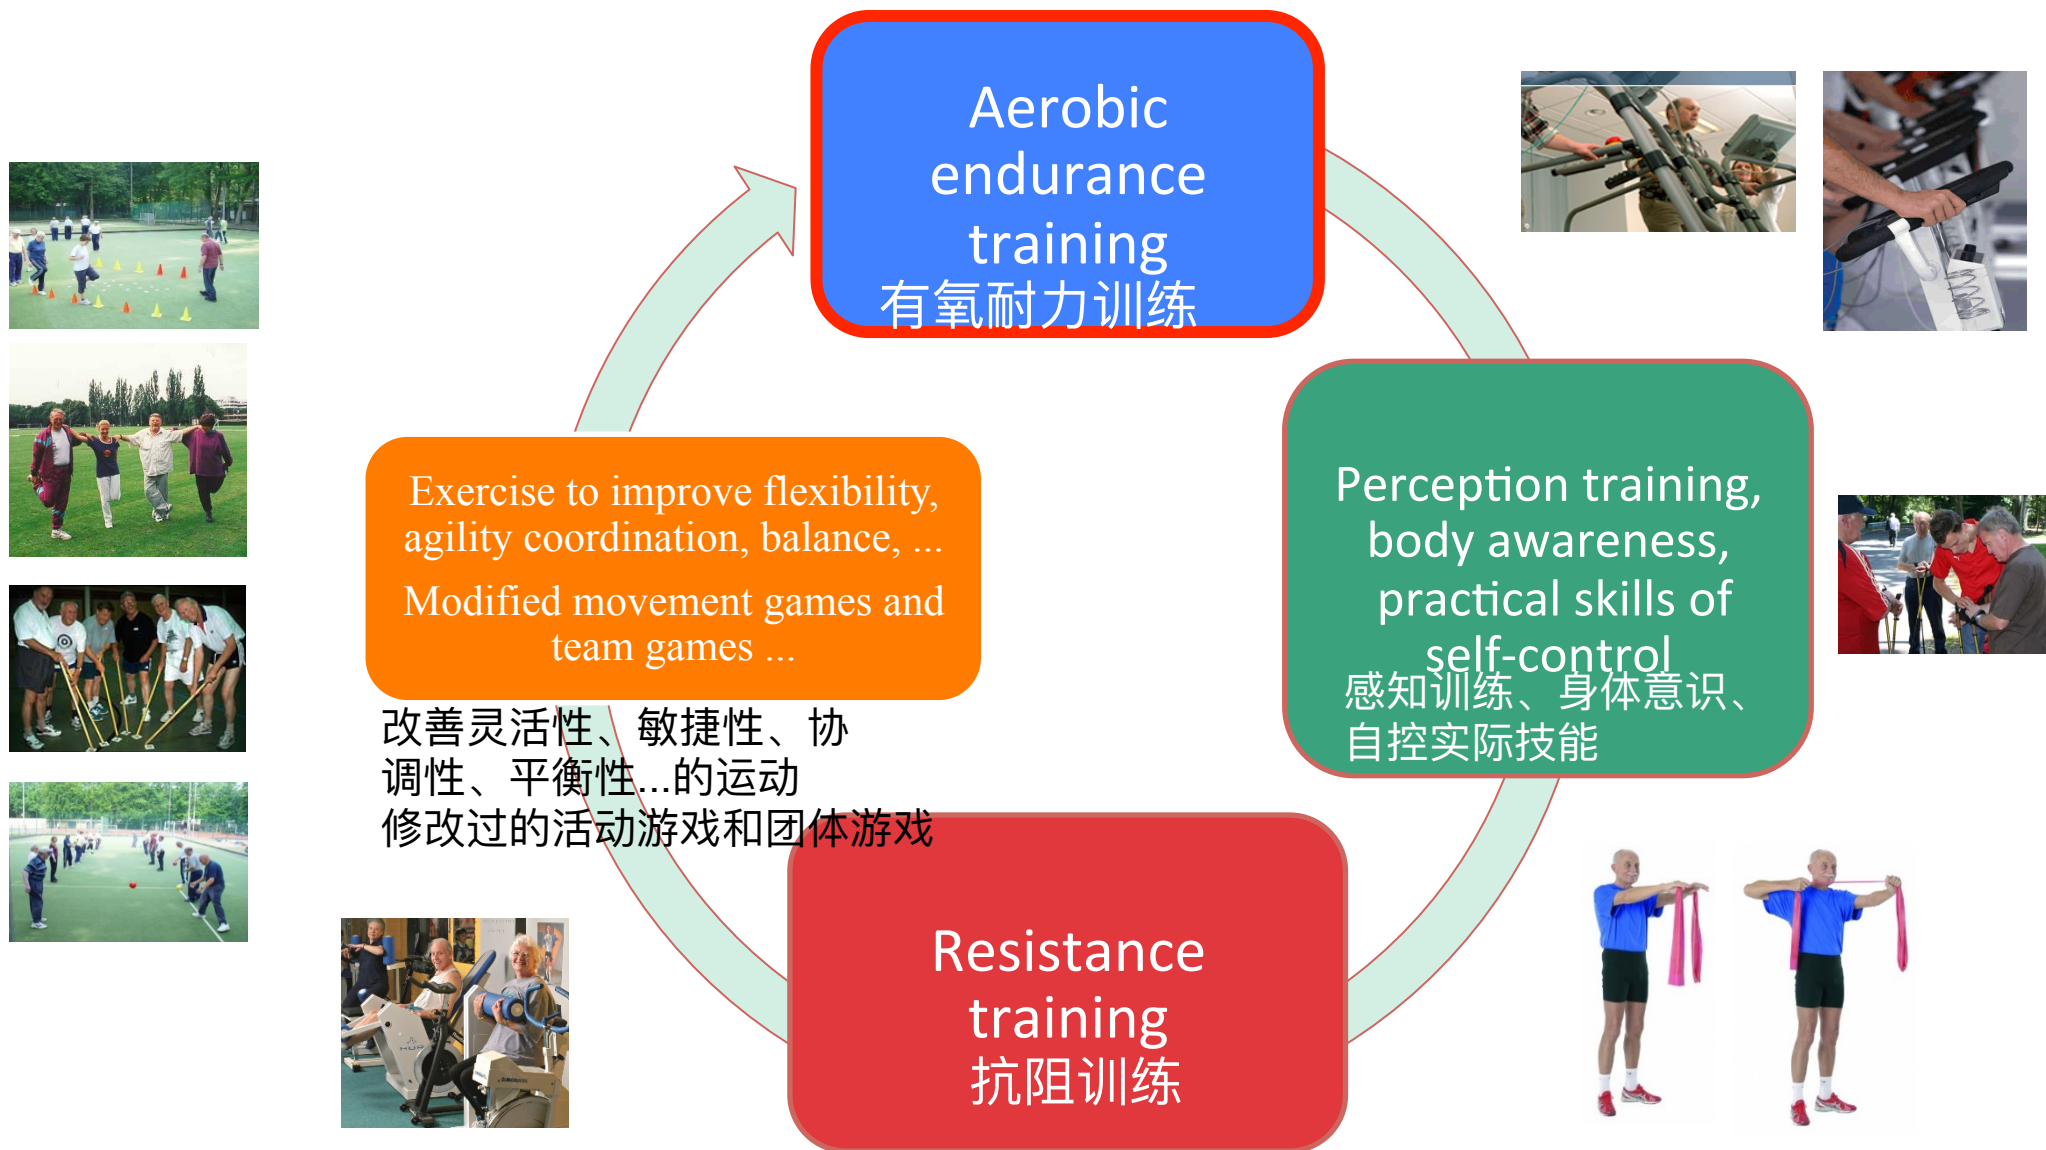 Aerobic
endurance
training
有氧耐力训练
Perception training,
body awareness,
practical skills of
self-control
感知训练、身体意识、
自控实际技能
Resistance
training
抗阻训练
Exercise to improve flexibility,
agility coordination, balance, ...
Modified movement games and
team games ...
改善灵活性、敏捷性、协
调性、平衡性...的运动
修改过的活动游戏和团体游戏
HUR